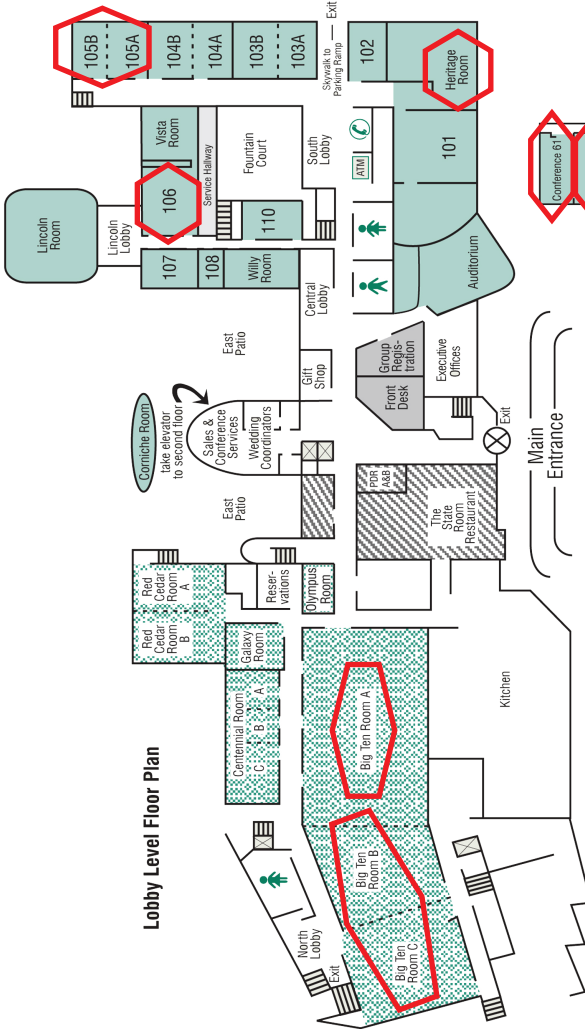 Lobby Level Floor Plan
105B
105A
104B
104A
103B
103A
Skywalk to
Parking Ramp
Exit
102
Heritage
Room
Vista
Room
Service Hallway
Fountain
Court
South
Lobby
ATM
101
Conference 61
Lincoln
Room
Lincoln
Lobby
106
110
107
108
Willy
Room
Central
Lobby
Auditorium
East
Patio
Gift
Shop
Group
Regis-
tration
Front
Desk
Executive
Offices
Corniche Room
take elevator
to second floor
Sales &
Conference
Services
Wedding
Coordinators
Exit
Main
Entrance
East
Patio
PDR
A&B
The
State
Room
Restaurant
Red
Cedar
Room
A
Red
Cedar
Room
B
Reser-
vations
Olympus
Room
Galaxy
Room
Centennial Room
C B A
Big Ten Room A
Kitchen
Big Ten
Room B
Big Ten
Room C
North
Lobby
Exit